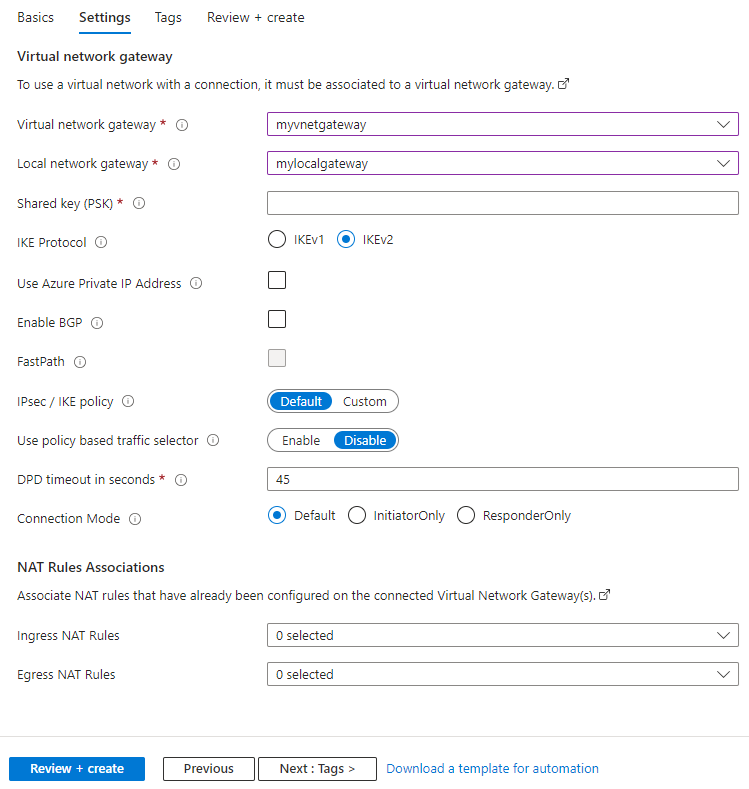 Basics Settings Tags Review + create
Virtual network gateway
To use a virtual network with a connection, it must be associated to a virtual network gateway.
Virtual network gateway * myvnetgateway
Local network gateway * mylocalgateway
Shared key (PSK) *
IKE Protocol IKEv1 IKEv2
Use Azure Private IP Address
Enable BGP
FastPath
IPsec / IKE policy Default Custom
Use policy based traffic selector Enable Disable
DPD timeout in seconds * 45
Connection Mode Default InitiatorOnly ResponderOnly
NAT Rules Associations
Associate NAT rules that have already been configured on the connected Virtual Network Gateway(s).
Ingress NAT Rules 0 selected
Egress NAT Rules 0 selected
Review + create Previous Next : Tags > Download a template for automation